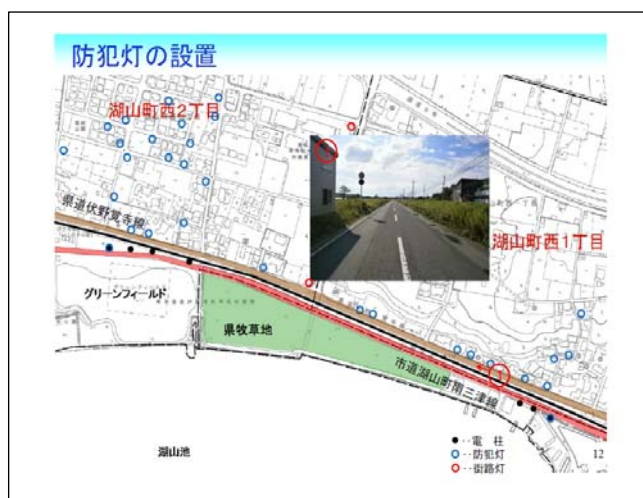 防犯灯の設置
湖山町西2丁目
県道伏野覚寺線
①
湖山町西1丁目
グリーンフィールド
県牧草地
①
市道湖山町南三津線
湖山池
●‥電 柱
○‥防犯灯
○‥街路灯
12